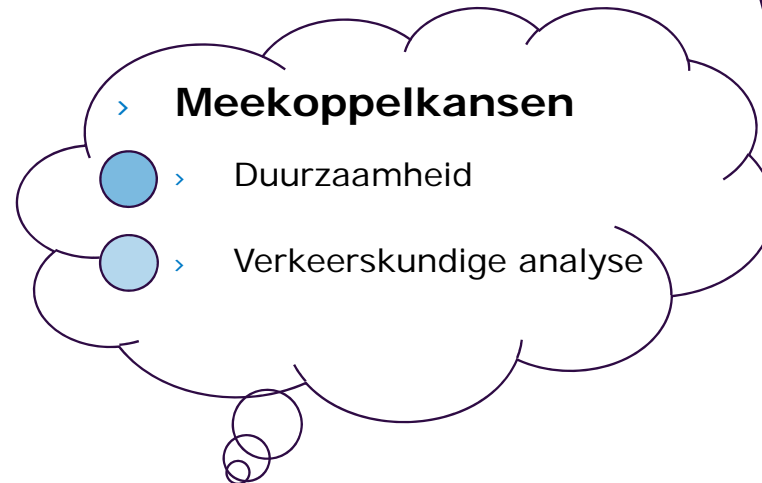 › Meekoppelkansen
› Duurzaamheid
› Verkeerskundige analyse